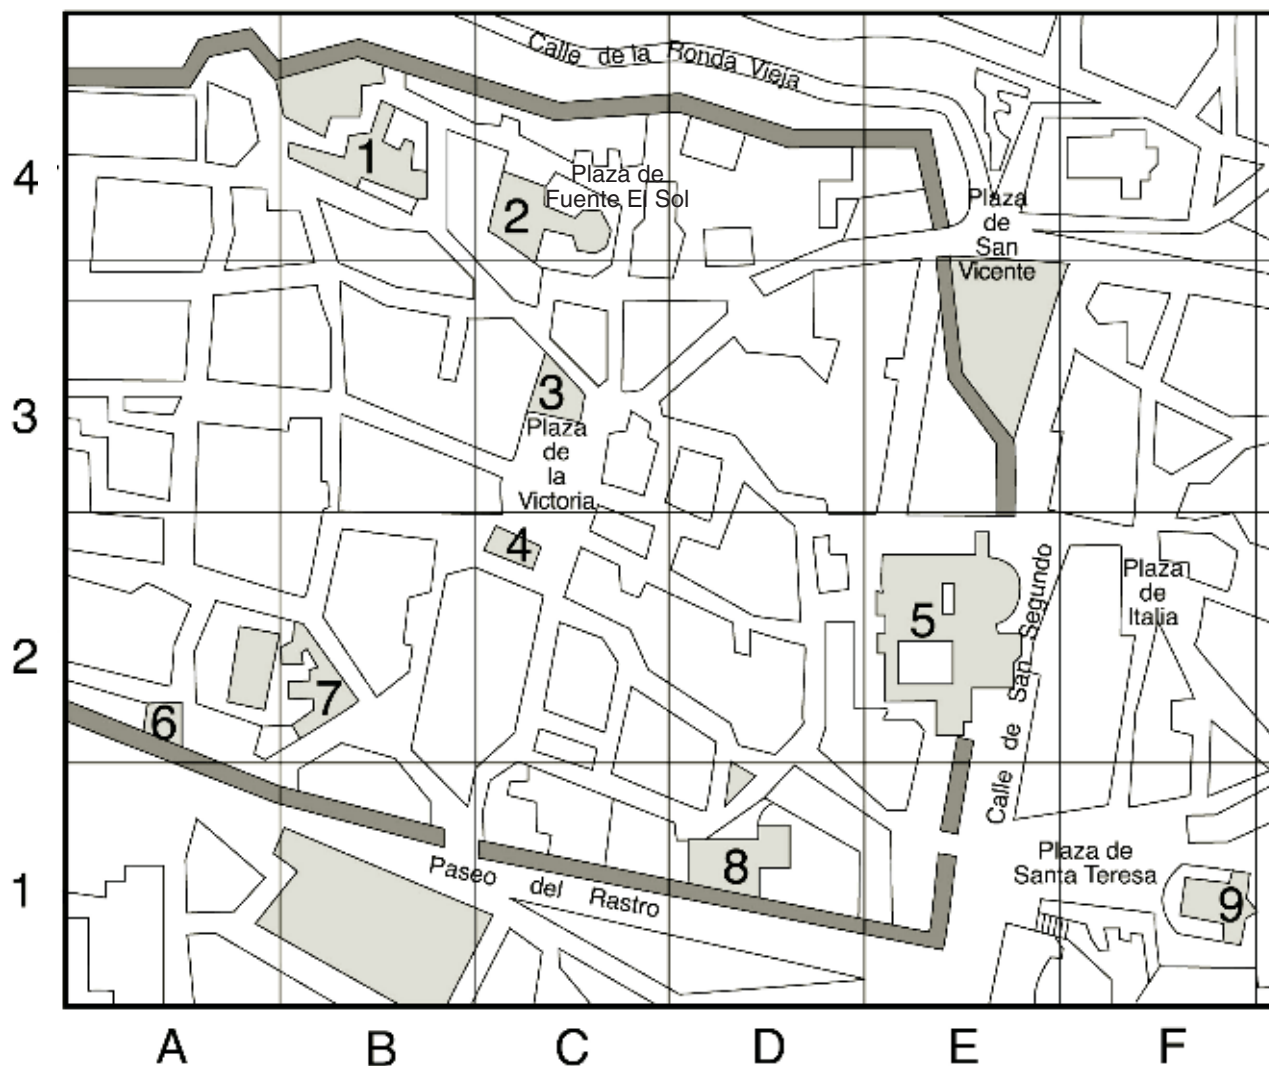 Calle de la Ronda Vieja
4
1
2
Plaza de
Fuente El Sol
Plaza
de
San
Vicente
3
3
Plaza
de
la
Victoria
4
5
Calle de San Segundo
Plaza
de
Italia
2
6
7
8
Paseo del Rastro
Plaza de
Santa Teresa
9
1
A B C D E F